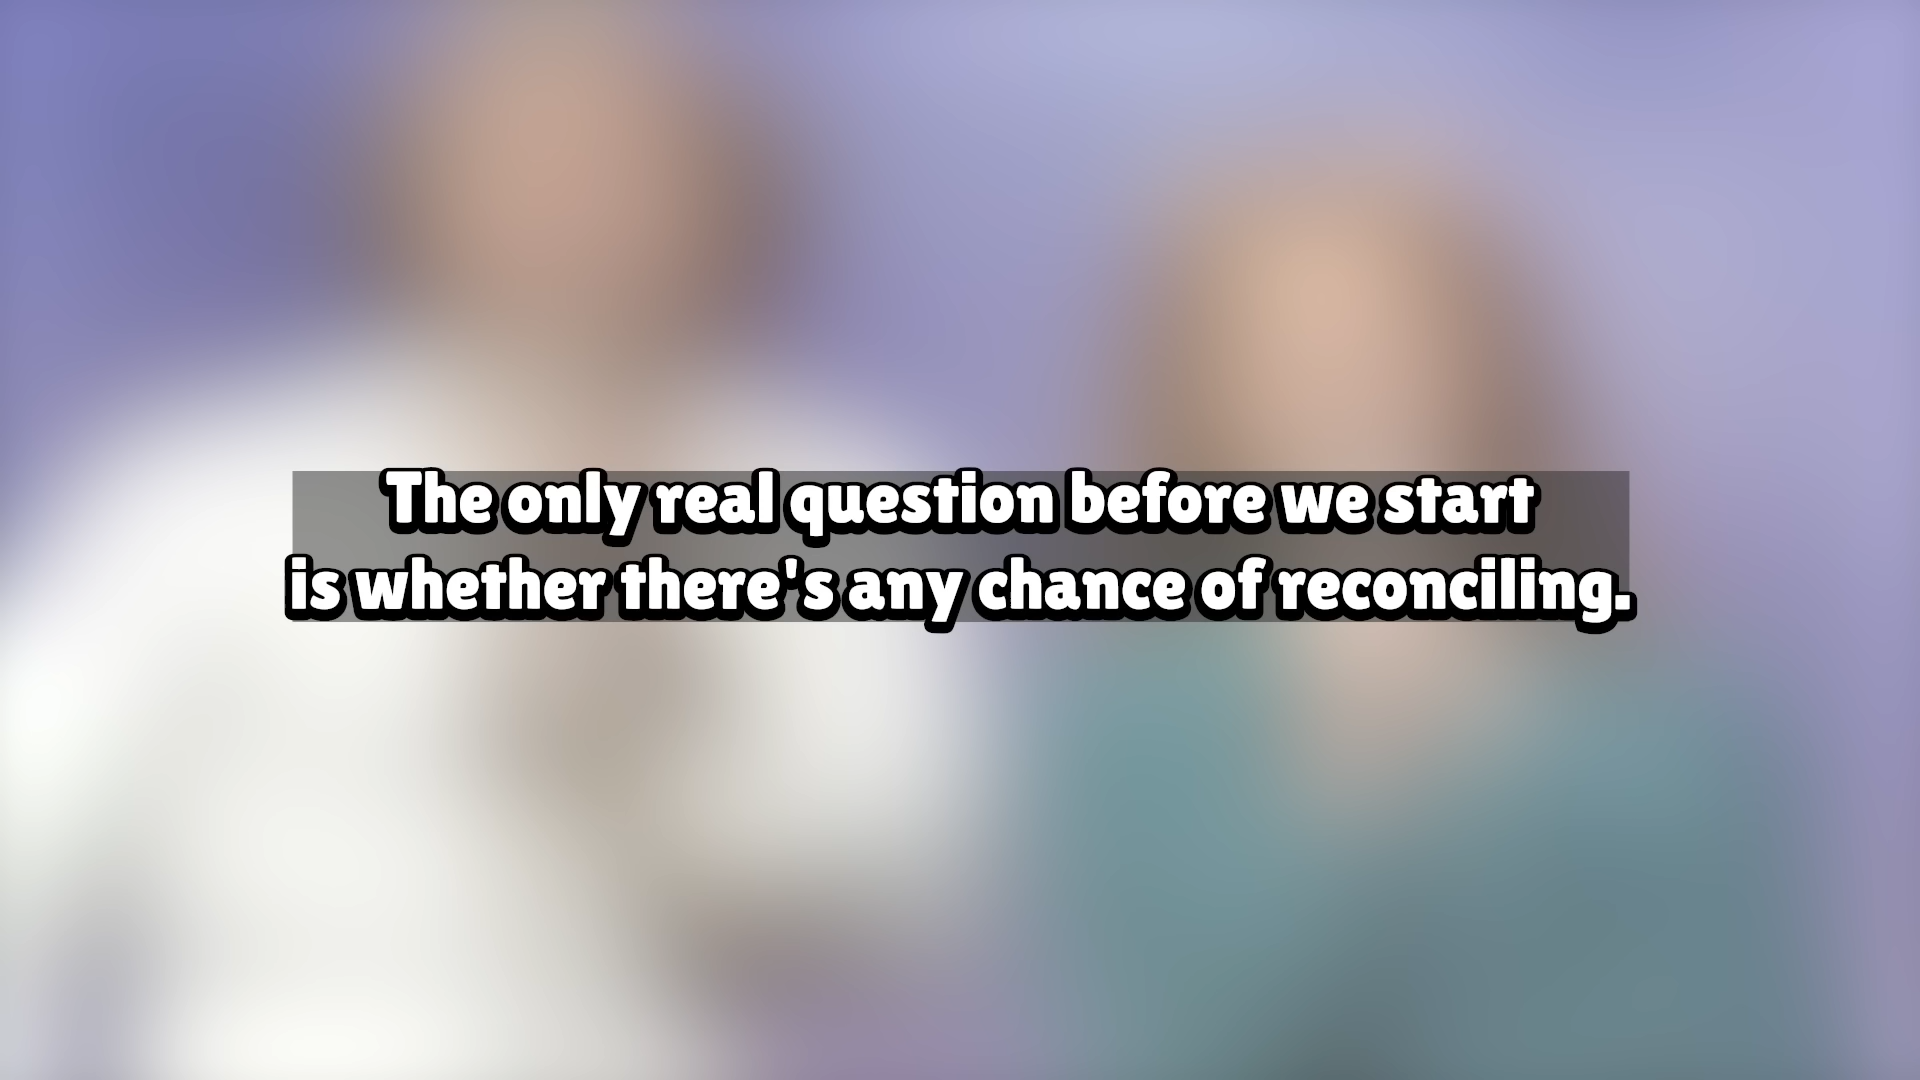 The only real question before we start
is whether there's any chance of reconciling.